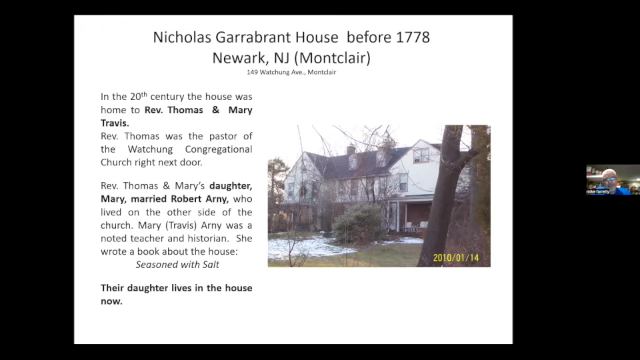 Nicholas Garrabrant House before 1778
Newark, NJ (Montclair)
149 Watchung Ave., Montclair
In the 20th century the house was
home to Rev. Thomas & Mary
Travis.
Rev. Thomas was the pastor of
the Watchung Congregational
Church right next door.
Rev. Thomas & Mary's daughter,
Mary, married Robert Arny, who
lived on the other side of the
church. Mary (Travis) Arny was a
noted teacher and historian. She
wrote a book about the house:
Seasoned with Salt
Their daughter lives in the house
now.
2010/01/14